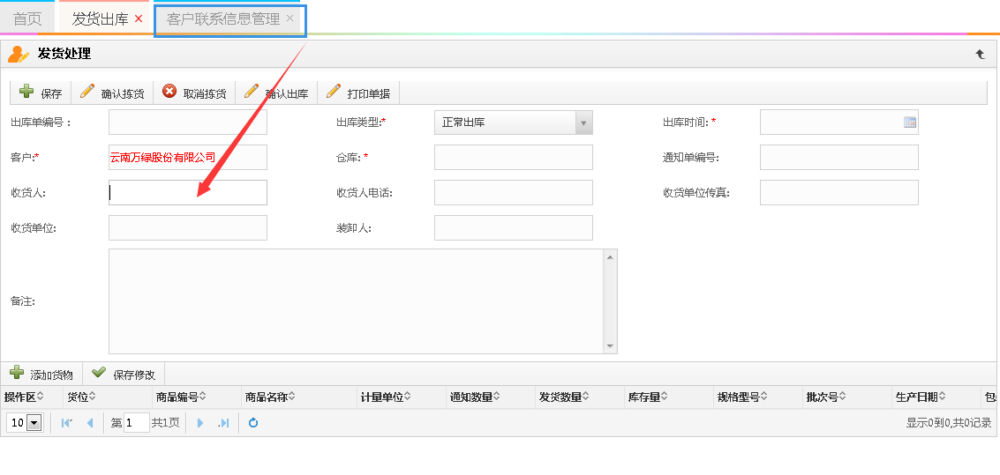 首页 发货出库 × 客户联系信息管理 ×
发货处理
保存 确认拣货 取消拣货 确认出库 打印单据
出库单编号： 出库类型:* 正常出库 出库时间: *
客户:* 云南万绿股份有限公司 仓库: * 通知单编号:
收货人: 收货人电话: 收货单位传真:
收货单位: 装卸人:
备注:
添加货物 保存修改
操作区 货位 商品编号 商品名称 计量单位 通知数量 发货数量 库存量 规格型号 批次号 生产日期 包
10 第 1 共1页 显示0到0,共0记录